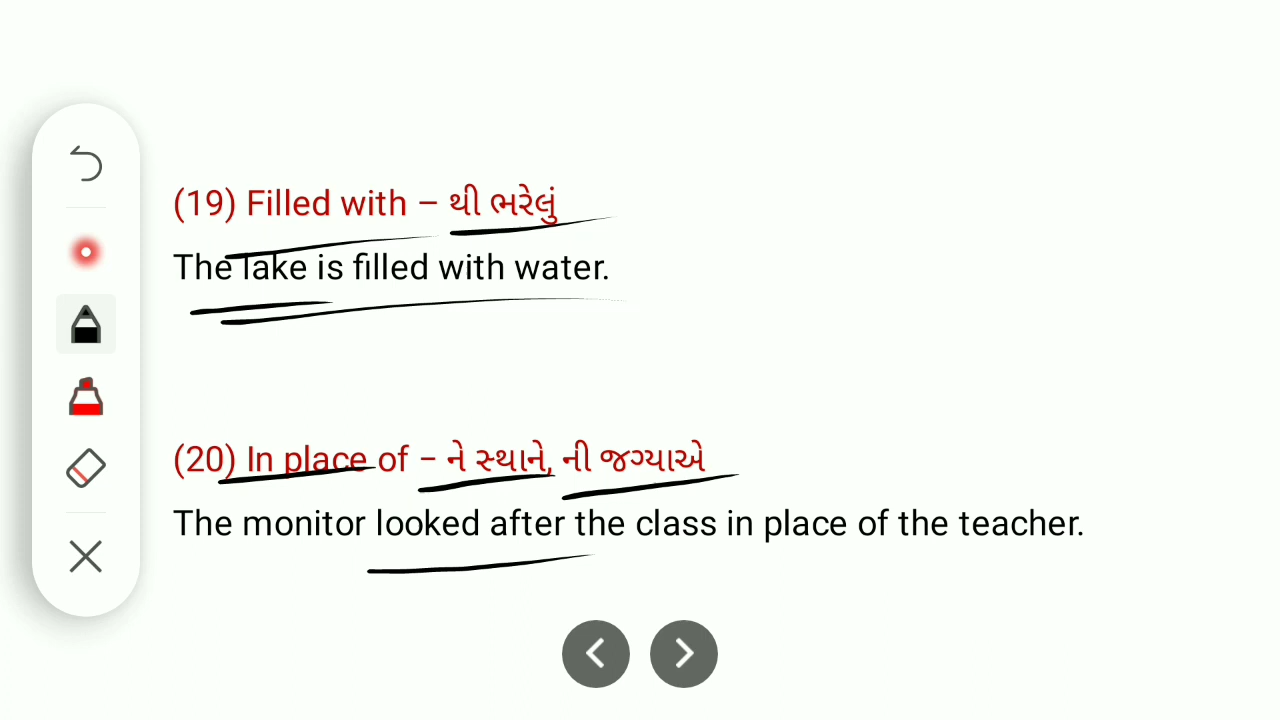 (19) Filled with – થી ભરેલું
The lake is filled with water.
(20) In place of – ને સ્થાને, ની જગ્યાએ
The monitor looked after the class in place of the teacher.